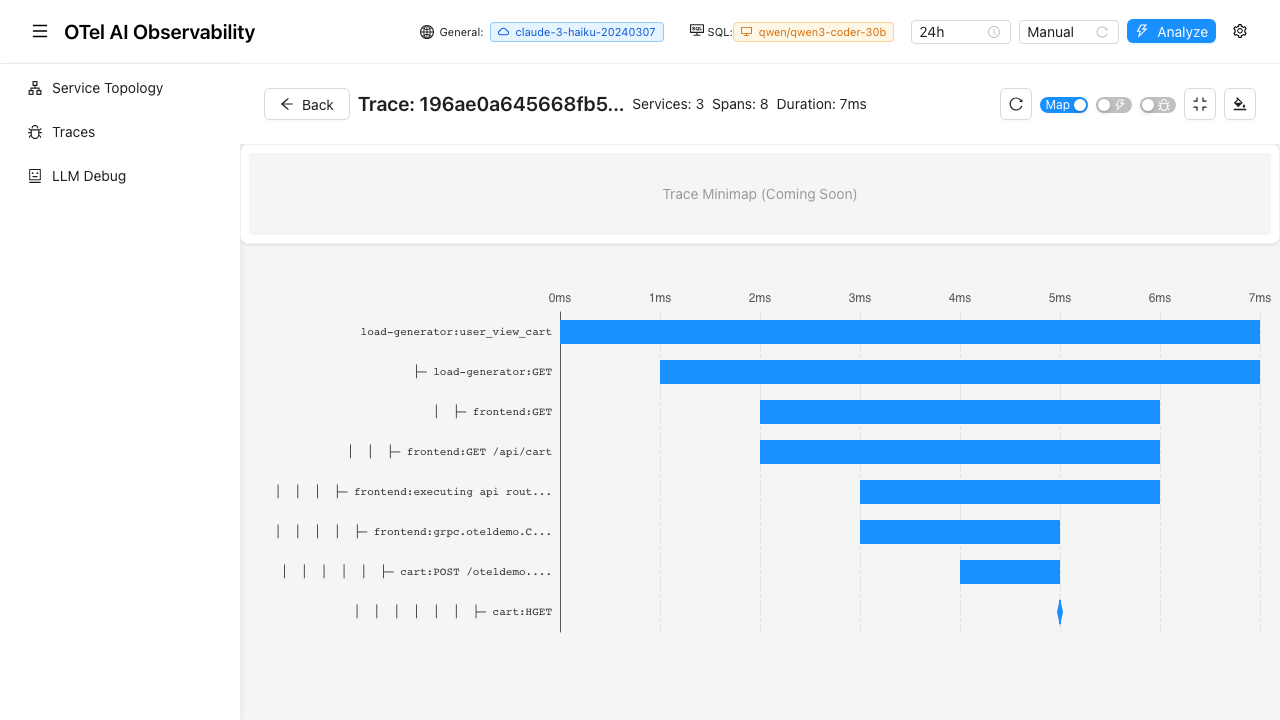 OTel AI Observability General: claude-3-haiku-20240307 SQL: qwen/qwen3-coder-30b 24h Manual Analyze
Service Topology
Traces
LLM Debug
Back Trace: 196ae0a645668fb5... Services: 3 Spans: 8 Duration: 7ms Map
Trace Minimap (Coming Soon)
0ms 1ms 2ms 3ms 4ms 5ms 6ms 7ms
load-generator:user_view_cart
├─ load-generator:GET
│ ├─ frontend:GET
│ │ ├─ frontend:GET /api/cart
│ │ │ ├─ frontend:executing api rout...
│ │ │ │ ├─ frontend:grpc.oteldemo.C...
│ │ │ │ │ ├─ cart:POST /oteldemo....
│ │ │ │ │ │ ├─ cart:HGET